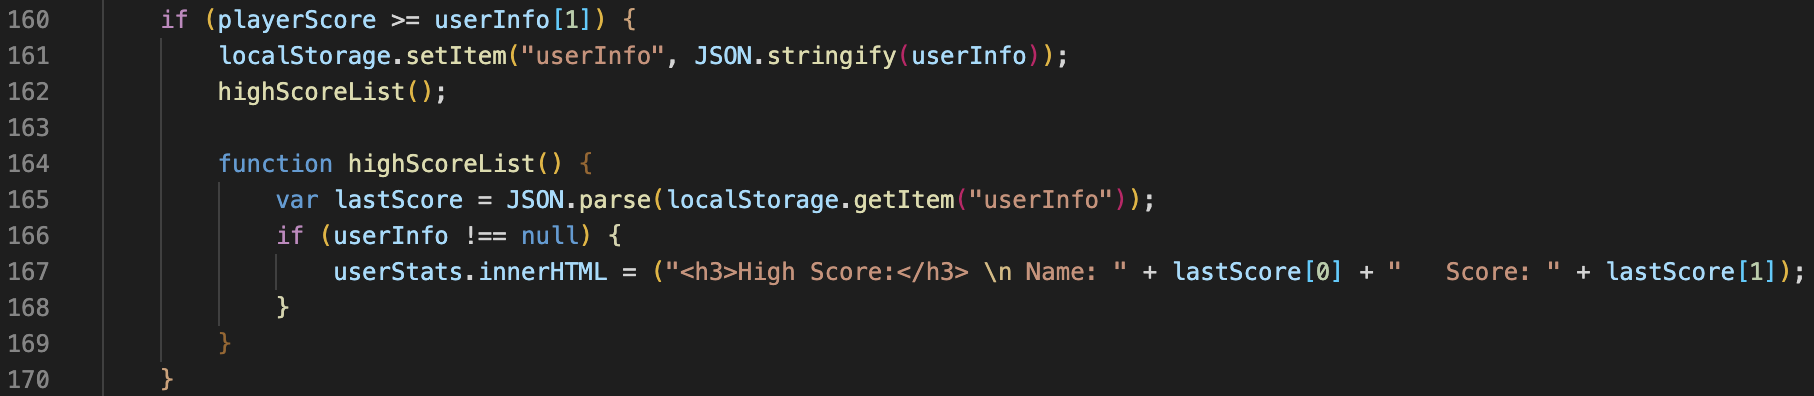 160 if (playerScore >= userInfo[1]) {
161 localStorage.setItem("userInfo", JSON.stringify(userInfo));
162 highScoreList();
163
164 function highScoreList() {
165 var lastScore = JSON.parse(localStorage.getItem("userInfo"));
166 if (userInfo !== null) {
167 userStats.innerHTML = ("<h3>High Score:</h3> \n Name: " + lastScore[0] + "   Score: " + lastScore[1]);
168 }
169 }
170 }